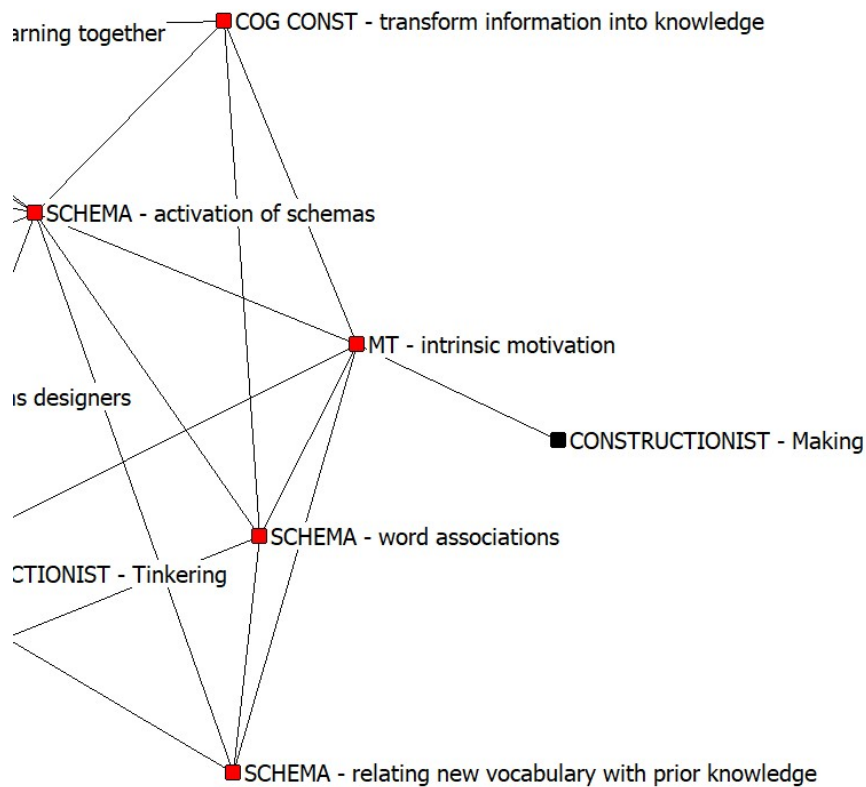 COG CONST - transform information into knowledge
arning together
SCHEMA - activation of schemas
MT - intrinsic motivation
ns designers
CONSTRUCTIONIST - Making
SCHEMA - word associations
CTIONIST - Tinkering
SCHEMA - relating new vocabulary with prior knowledge